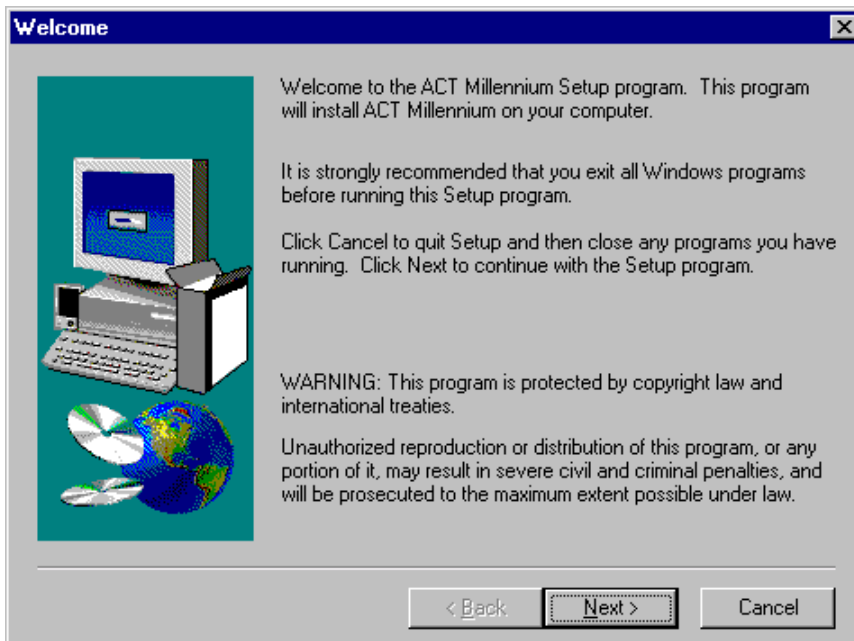 Welcome
Welcome to the ACT Millennium Setup program.  This program
will install ACT Millennium on your computer.
It is strongly recommended that you exit all Windows programs
before running this Setup program.
Click Cancel to quit Setup and then close any programs you have
running.  Click Next to continue with the Setup program.
WARNING: This program is protected by copyright law and
international treaties.
Unauthorized reproduction or distribution of this program, or any
portion of it, may result in severe civil and criminal penalties, and
will be prosecuted to the maximum extent possible under law.
< Back
Next >
Cancel